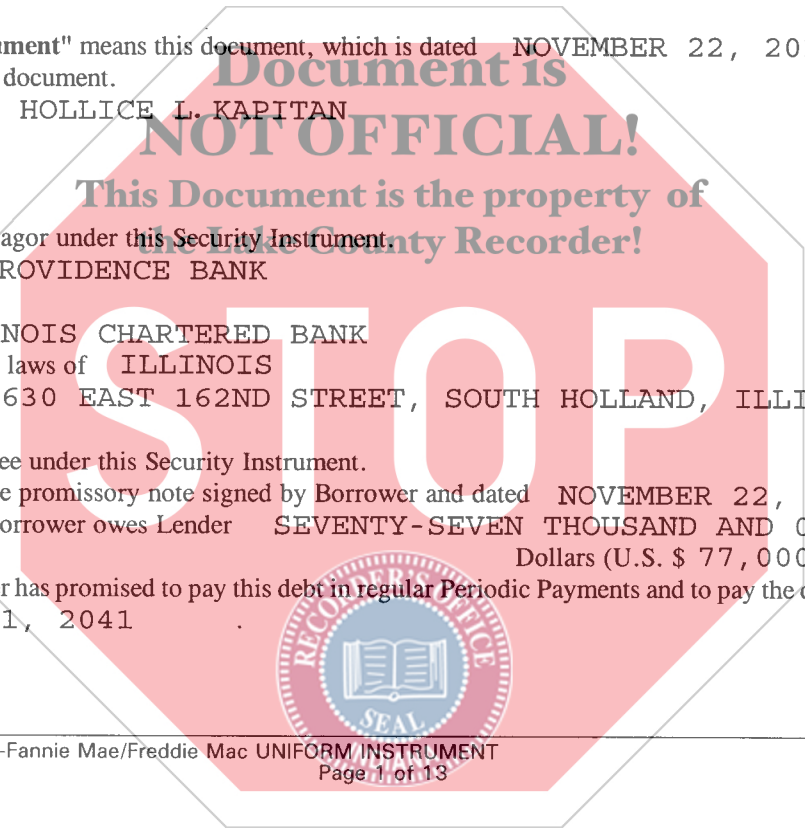 ument" means this document, which is dated NOVEMBER 22, 20
document.
HOLLICE L. KAPITAN
Document is
NOT OFFICIAL!
This Document is the property of
the Lake County Recorder!
agor under this Security Instrument.
ROVIDENCE BANK
NOIS CHARTERED BANK
laws of ILLINOIS
630 EAST 162ND STREET, SOUTH HOLLAND, ILLI
STOP
ee under this Security Instrument.
e promissory note signed by Borrower and dated NOVEMBER 22,
orrower owes Lender SEVENTY-SEVEN THOUSAND AND 0
Dollars (U.S. $ 77,000
r has promised to pay this debt in regular Periodic Payments and to pay the d
1, 2041 .
RECORDER'S OFFICE
SEAL
INDIANA
-Fannie Mae/Freddie Mac UNIFORM INSTRUMENT
Page 1 of 13